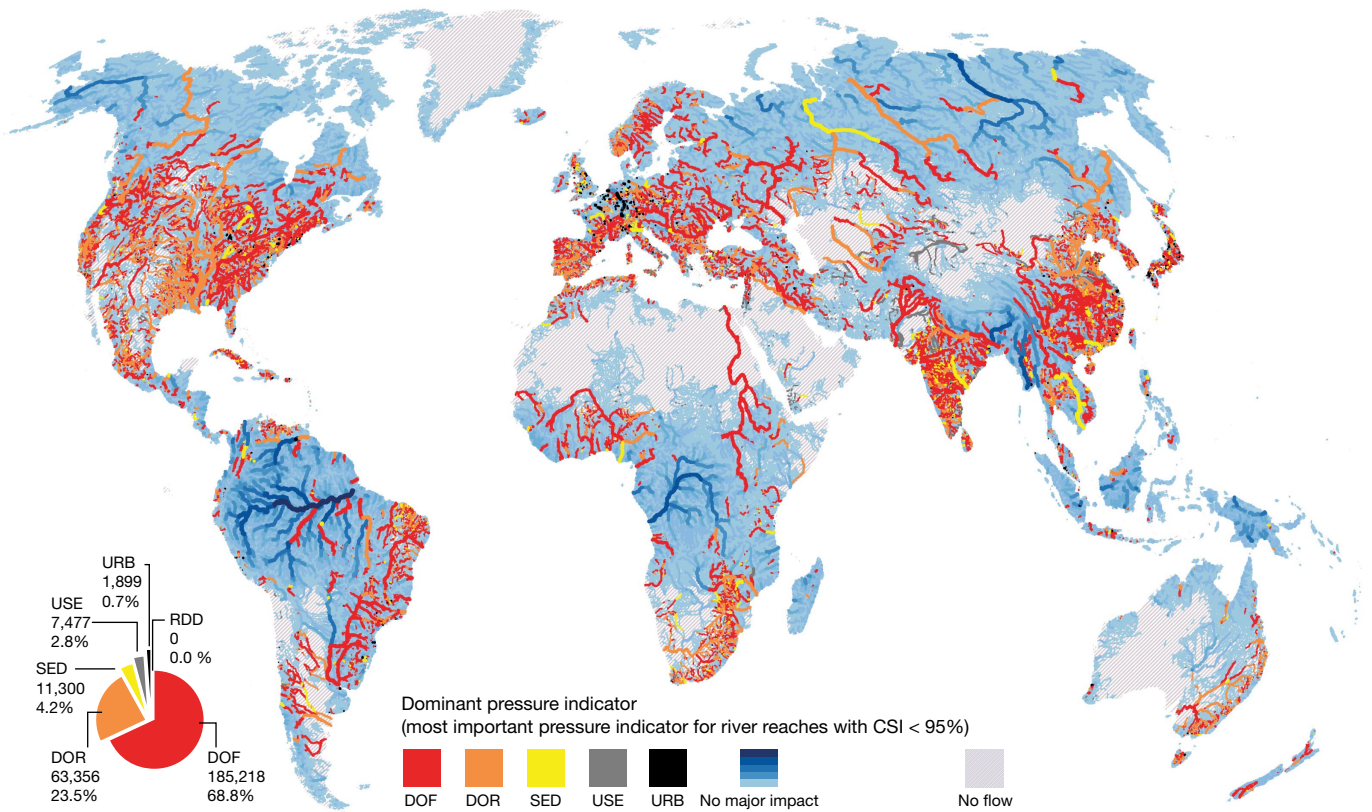 URB
1,899
0.7%
USE
7,477
2.8%
RDD
0
0.0 %
SED
11,300
4.2%
DOR
63,356
23.5%
DOF
185,218
68.8%
Dominant pressure indicator
(most important pressure indicator for river reaches with CSI < 95%)
DOF DOR SED USE URB No major impact No flow